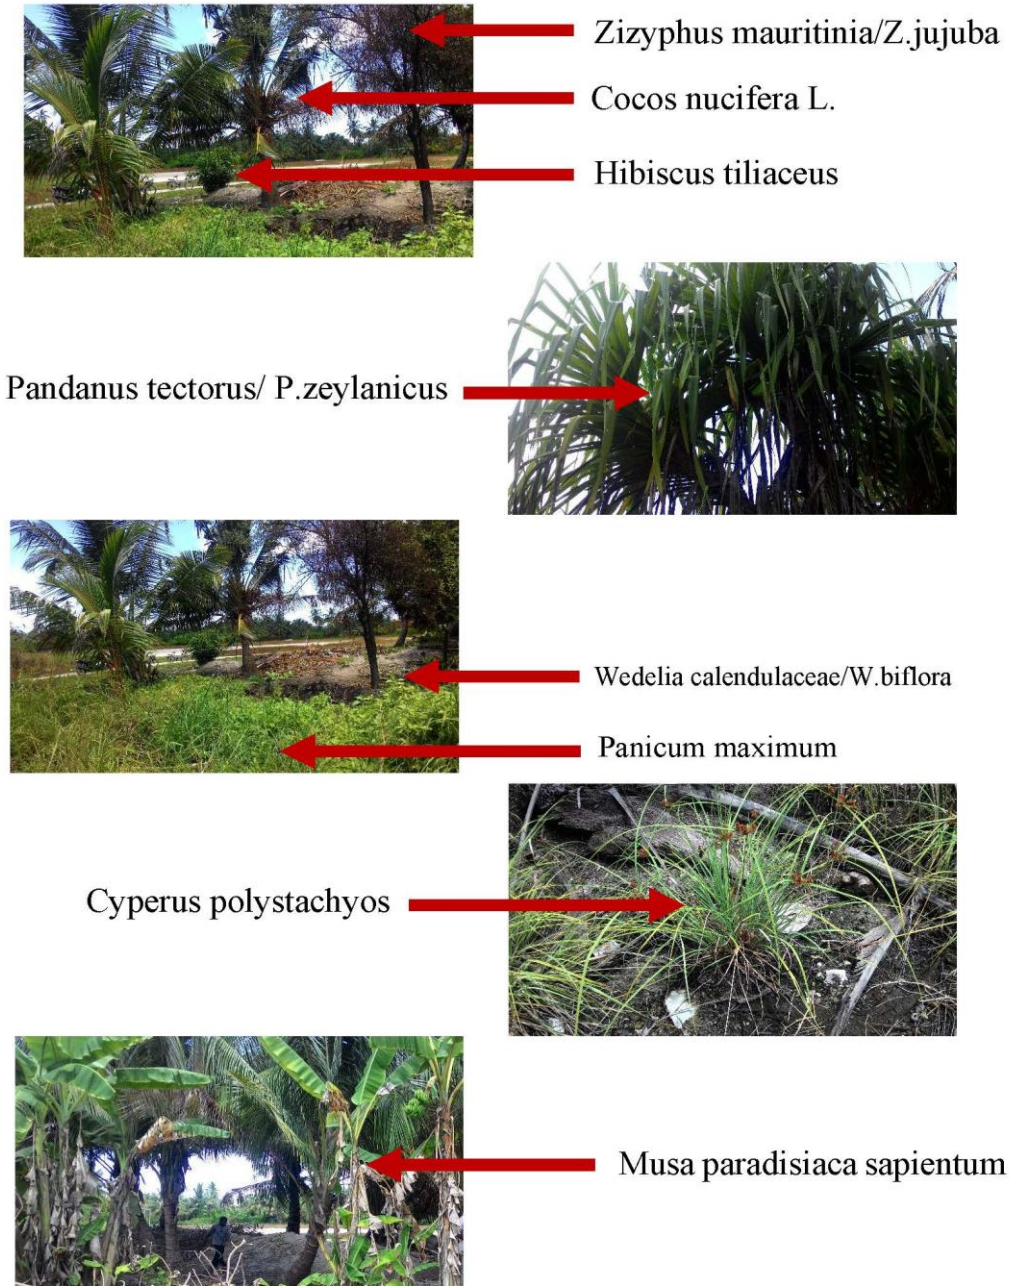 Zizyphus mauritinia/Z.jujuba
Cocos nucifera L.
Hibiscus tiliaceus
Pandanus tectorus/ P.zeylanicus
Wedelia calendulaceae/W.biflora
Panicum maximum
Cyperus polystachyos
Musa paradisiaca sapientum